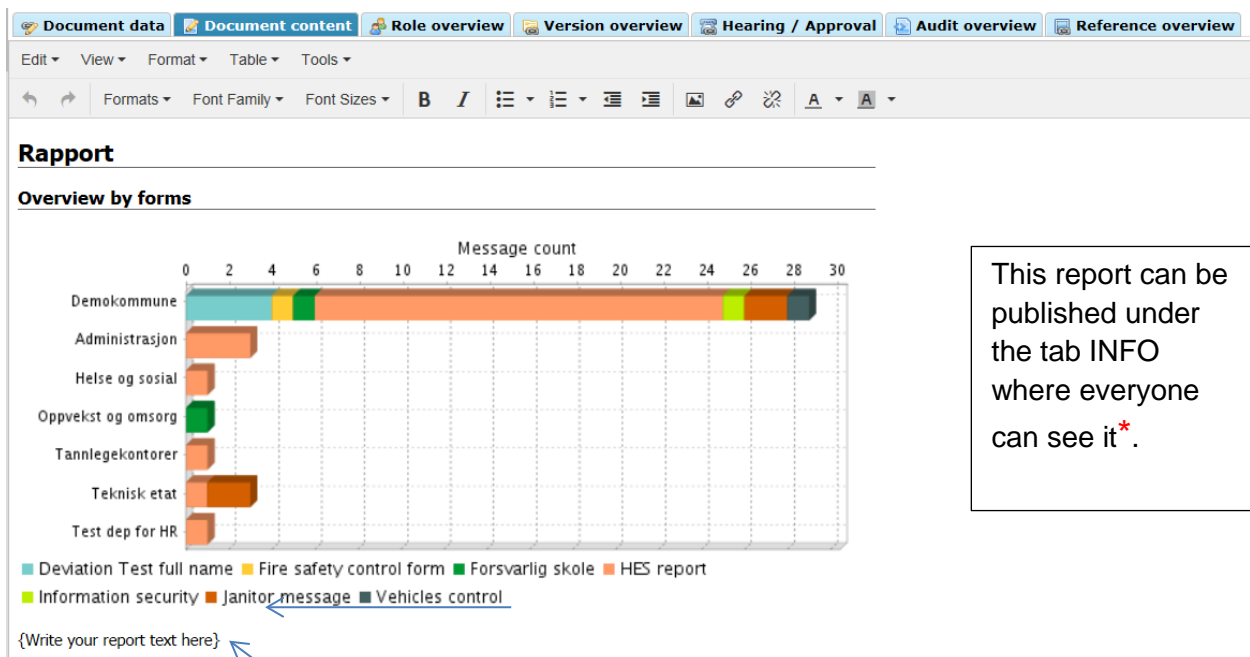 Document data Document content Role overview Version overview Hearing / Approval Audit overview Reference overview
Edit View Format Table Tools
Formats Font Family Font Sizes B I A A
Rapport
Overview by forms
Message count
0 2 4 6 8 10 12 14 16 18 20 22 24 26 28 30
Demokommune
Administrasjon
Helse og sosial
Oppvekst og omsorg
Tannlegekontorer
Teknisk etat
Test dep for HR
Deviation Test full name Fire safety control form Forsvarlig skole HES report
Information security Janitor message Vehicles control
{Write your report text here}
This report can be
published under
the tab INFO
where everyone
can see it*.